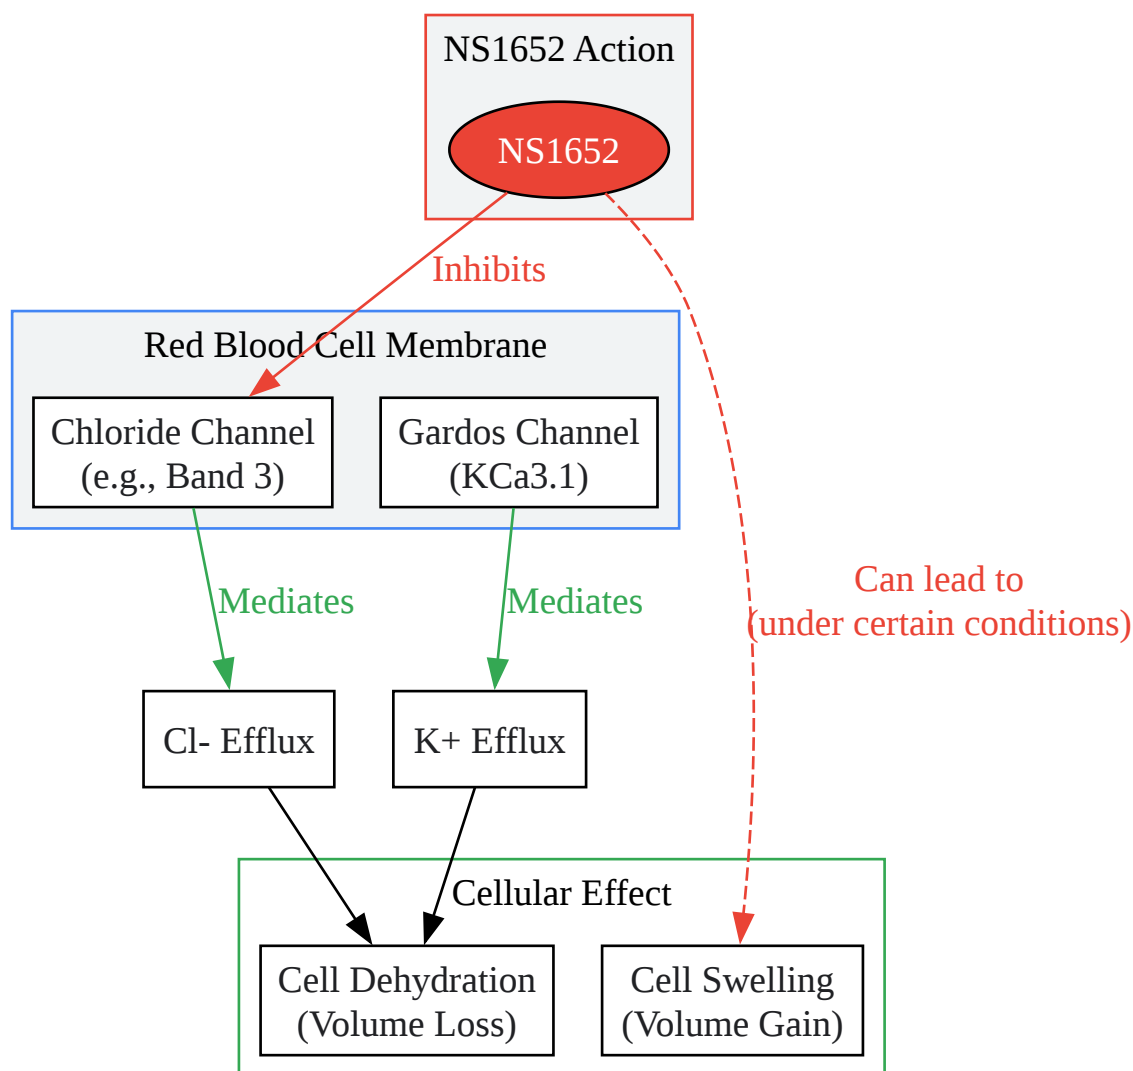 NS1652 Action
NS1652
Inhibits
Red Blood Cell Membrane
Chloride Channel
(e.g., Band 3)
Gardos Channel
(KCa3.1)
Can lead to
(under certain conditions)
Mediates
Mediates
Cl- Efflux
K+ Efflux
Cellular Effect
Cell Dehydration
(Volume Loss)
Cell Swelling
(Volume Gain)